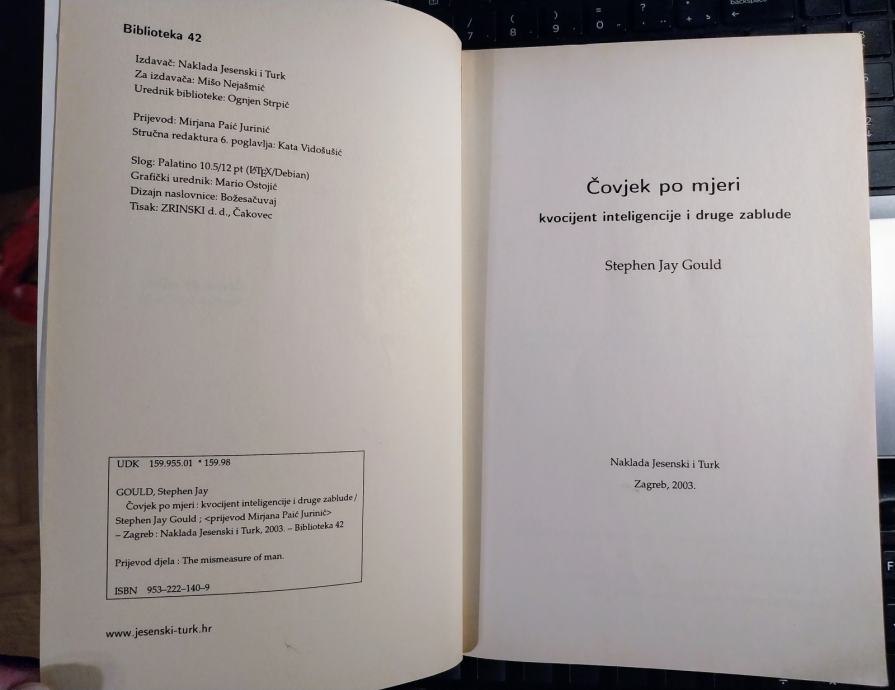 Biblioteka 42
Izdavač: Naklada Jesenski i Turk
Za izdavača: Mišo Nejašmić
Urednik biblioteke: Ognjen Strpić
Prijevod: Mirjana Paić Jurinić
Stručna redaktura 6. poglavlja: Kata Vidošušić
Slog: Palatino 10.5/12 pt (LATEX/Debian)
Grafički urednik: Mario Ostojić
Dizajn naslovnice: Božesačuvaj
Tisak: ZRINSKI d. d., Čakovec
UDK 159.955.01 * 159.98
GOULD, Stephen Jay
Čovjek po mjeri : kvocijent inteligencije i druge zablude /
Stephen Jay Gould ; <prijevod Mirjana Paić Jurinić>
– Zagreb : Naklada Jesenski i Turk, 2003. – Biblioteka 42
Prijevod djela : The mismeasure of man.
ISBN 953–222–140–9
www.jesenski-turk.hr
Čovjek po mjeri
kvocijent inteligencije i druge zablude
Stephen Jay Gould
Naklada Jesenski i Turk
Zagreb, 2003.